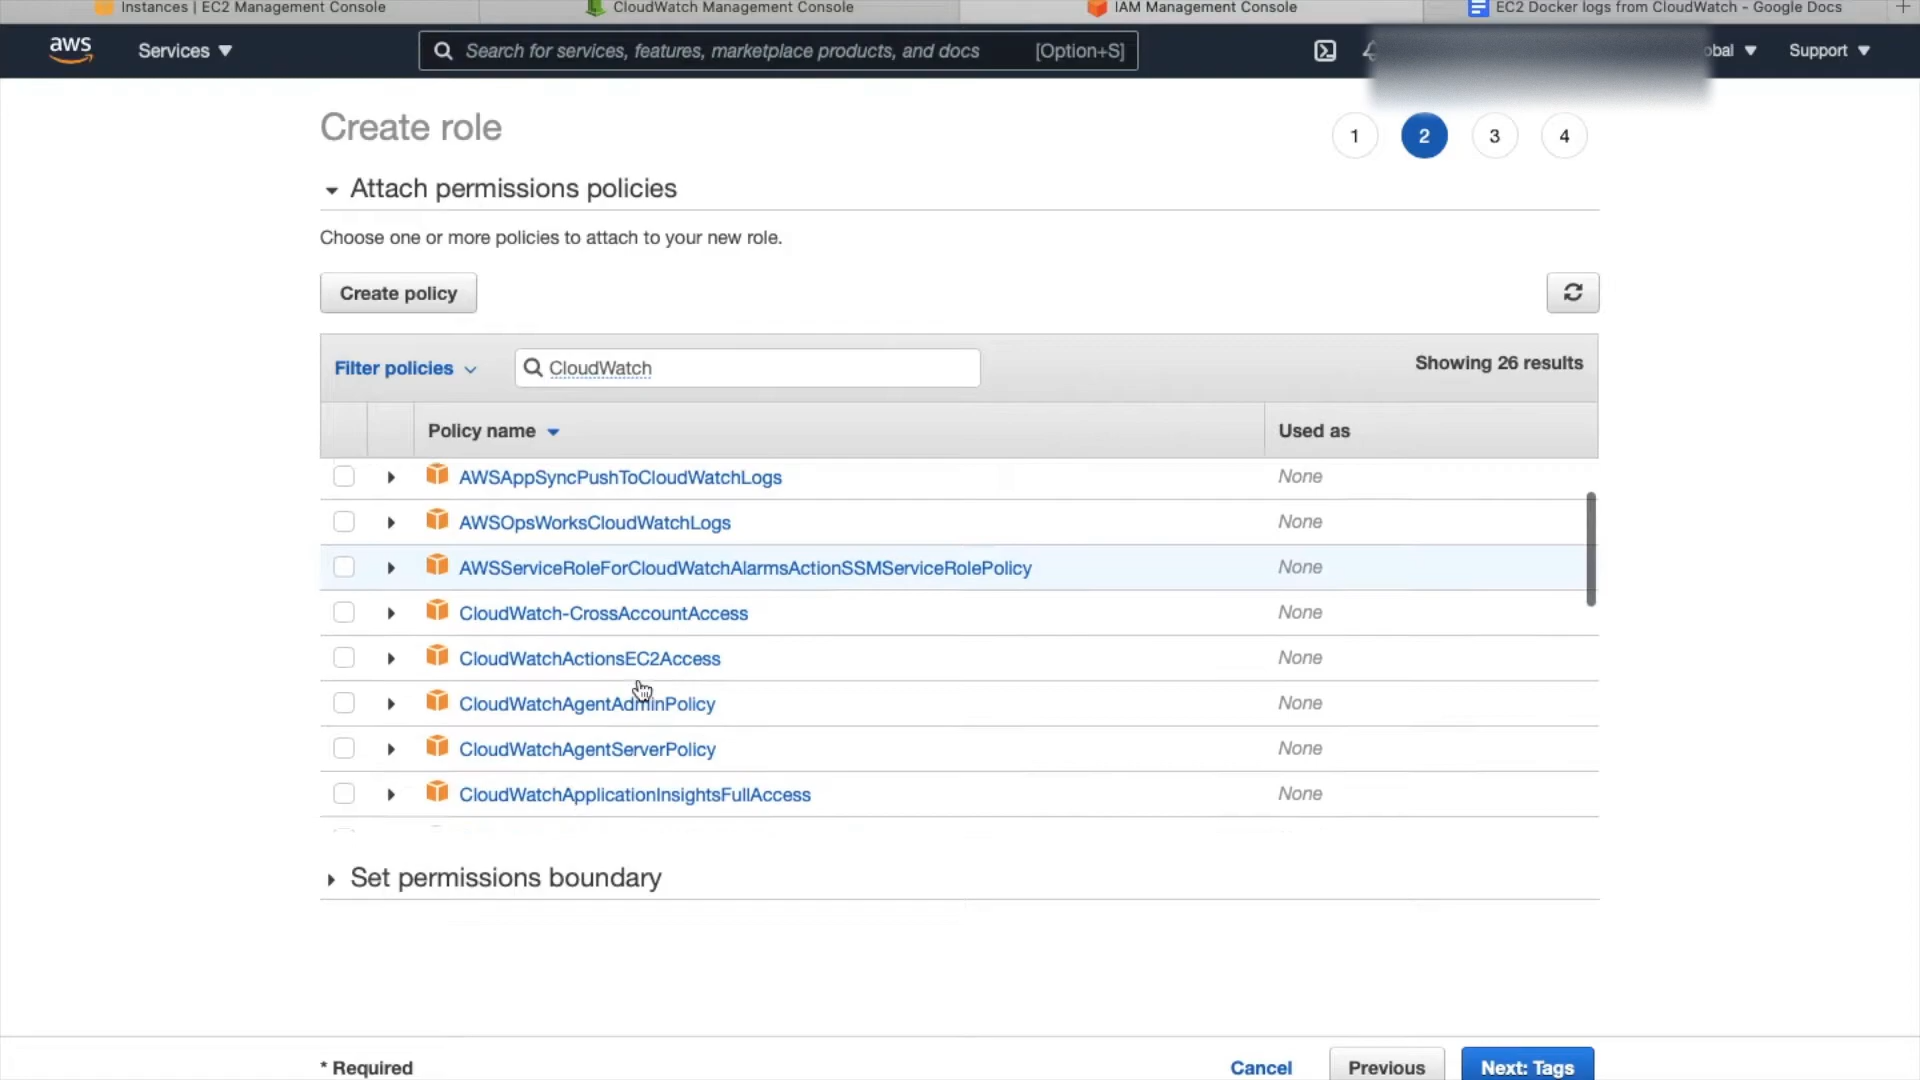 Instances | EC2 Management Console
CloudWatch Management Console
IAM Management Console
EC2 Docker logs from CloudWatch - Google Docs
aws
Services
Search for services, features, marketplace products, and docs
[Option+S]
obal
Support
Create role
1
2
3
4
Attach permissions policies
Choose one or more policies to attach to your new role.
Create policy
Filter policies
CloudWatch
Showing 26 results
Policy name
Used as
AWSAppSyncPushToCloudWatchLogs
None
AWSOpsWorksCloudWatchLogs
None
AWSServiceRoleForCloudWatchAlarmsActionSSMServiceRolePolicy
None
CloudWatch-CrossAccountAccess
None
CloudWatchActionsEC2Access
None
CloudWatchAgentAdminPolicy
None
CloudWatchAgentServerPolicy
None
CloudWatchApplicationInsightsFullAccess
None
Set permissions boundary
* Required
Cancel
Previous
Next: Tags